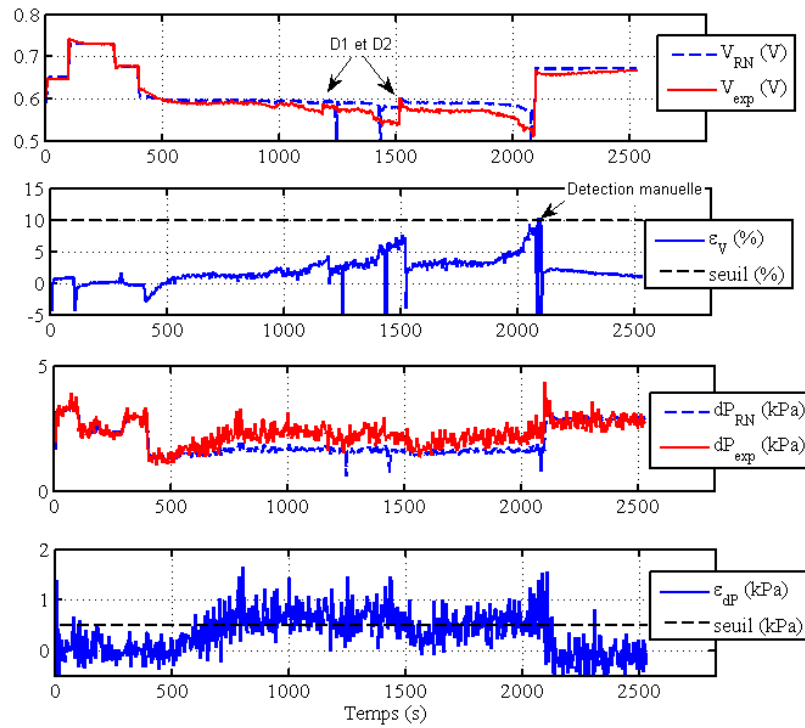 0.8
0.7
0.6
0.5
D1 et D2
V_RN (V)
V_exp (V)
0 500 1000 1500 2000 2500
15
10
5
0
-5
Detection manuelle
ε_V (%)
seuil (%)
0 500 1000 1500 2000 2500
5
0
dP_RN (kPa)
dP_exp (kPa)
0 500 1000 1500 2000 2500
2
1
0
ε_dP (kPa)
seuil (kPa)
0 500 1000 1500 2000 2500
Temps (s)